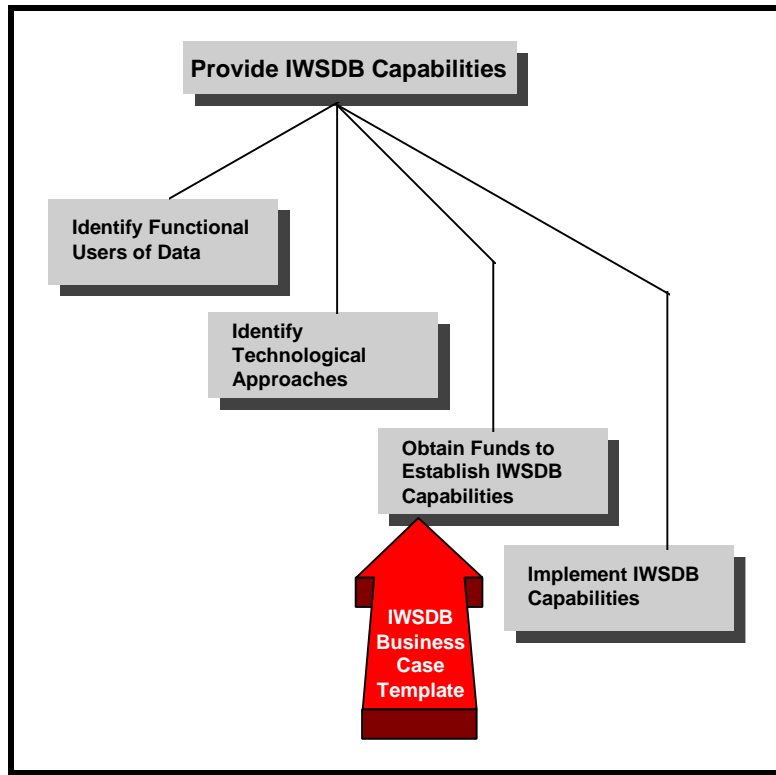 Provide IWSDB Capabilities
Identify Functional
Users of Data
Identify
Technological
Approaches
Obtain Funds to
Establish IWSDB
Capabilities
Implement IWSDB
Capabilities
IWSDB
Business
Case
Template